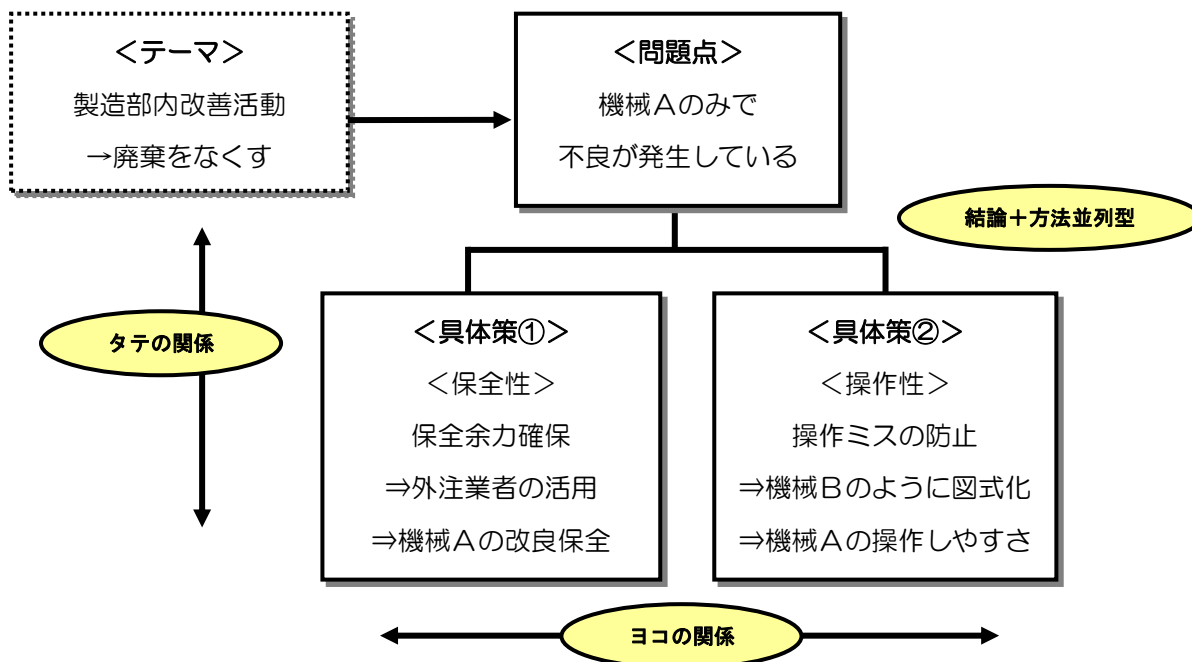 ＜テーマ＞
製造部内改善活動
→廃棄をなくす
＜問題点＞
機械Ａのみで
不良が発生している
結論＋方法並列型
タテの関係
＜具体策①＞
＜保全性＞
保全余力確保
⇒外注業者の活用
⇒機械Ａの改良保全
＜具体策②＞
＜操作性＞
操作ミスの防止
⇒機械Ｂのように図式化
⇒機械Ａの操作しやすさ
ヨコの関係